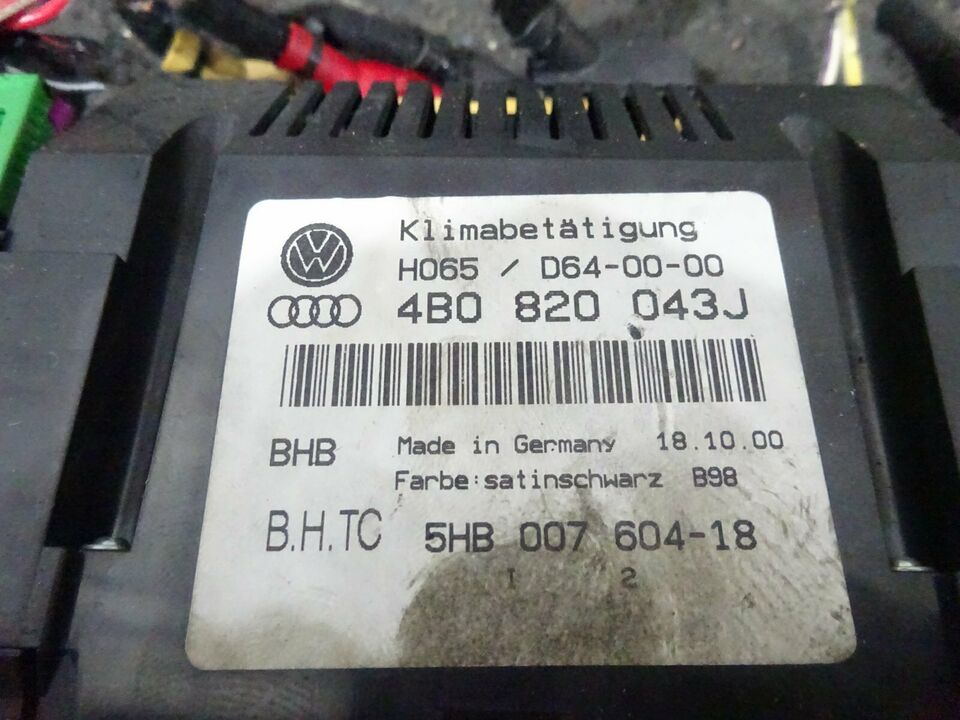 Klimabetätigung
H065 / D64-00-00
4B0 820 043J
BHB Made in Germany 18.10.00
Farbe:satinschwarz B98
B.H.TC 5HB 007 604-18
1 2